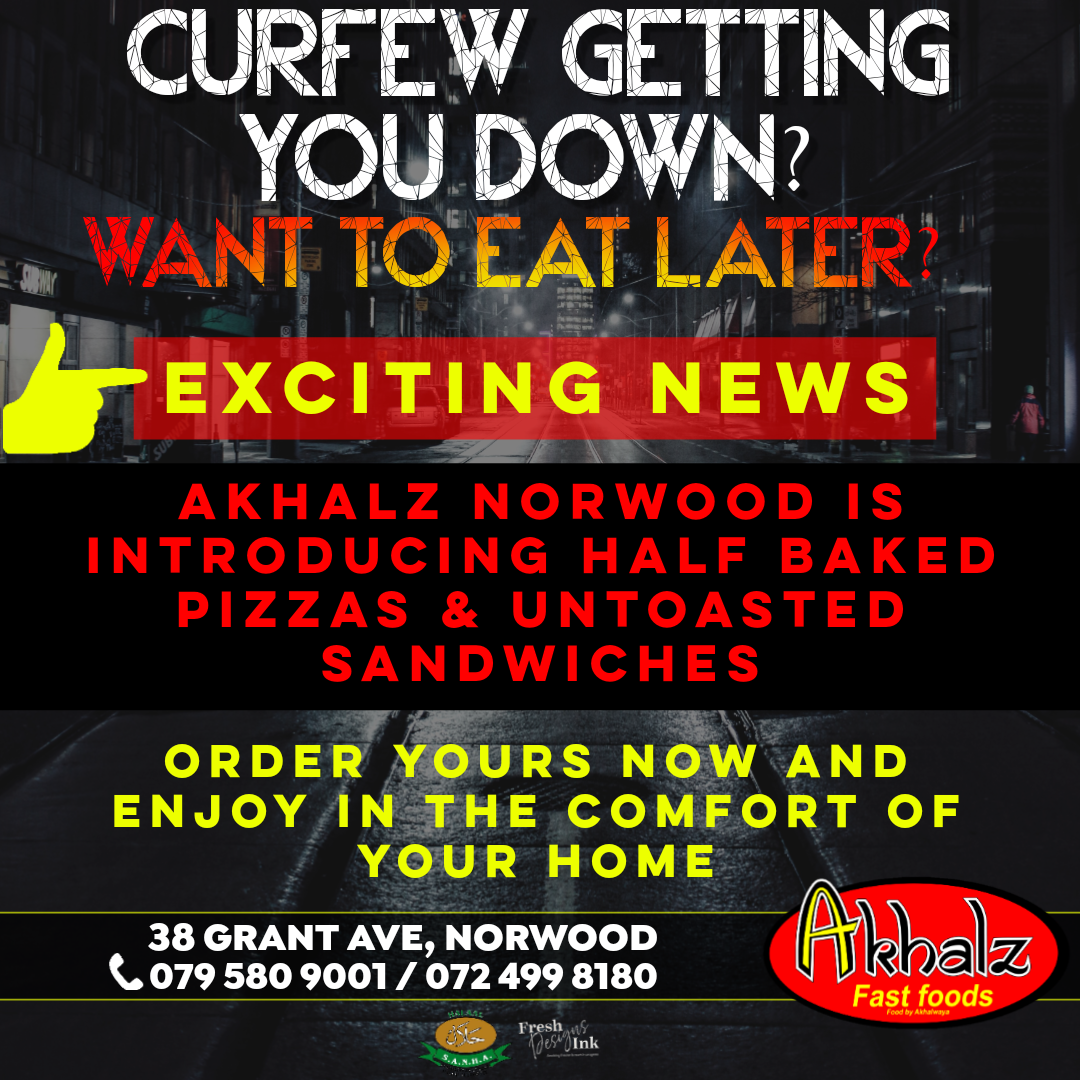 CURFEW GETTING
YOU DOWN?
WANT TO EAT LATER?
SUBWAY
EXCITING NEWS
AKHALZ NORWOOD IS
INTRODUCING HALF BAKED
PIZZAS & UNTOASTED
SANDWICHES
ORDER YOURS NOW AND
ENJOY IN THE COMFORT OF
YOUR HOME
38 GRANT AVE, NORWOOD
079 580 9001 / 072 499 8180
Akhalz
Fast foods
Food by Akhalwaya
S.A.N.H.A.
Fresh
Designs
Ink